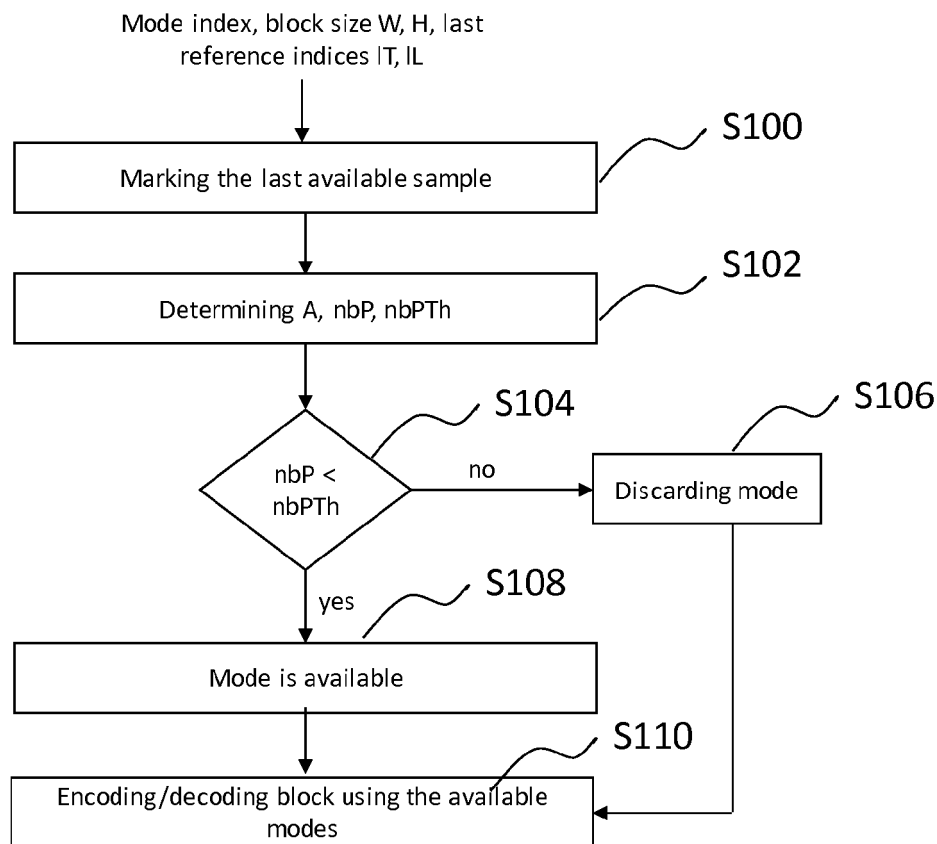 Mode index, block size W, H, last
reference indices lT, lL
S100
Marking the last available sample
S102
Determining A, nbP, nbPTh
S104
S106
nbP <
nbPTh
no
Discarding mode
yes
S108
Mode is available
S110
Encoding/decoding block using the available
modes